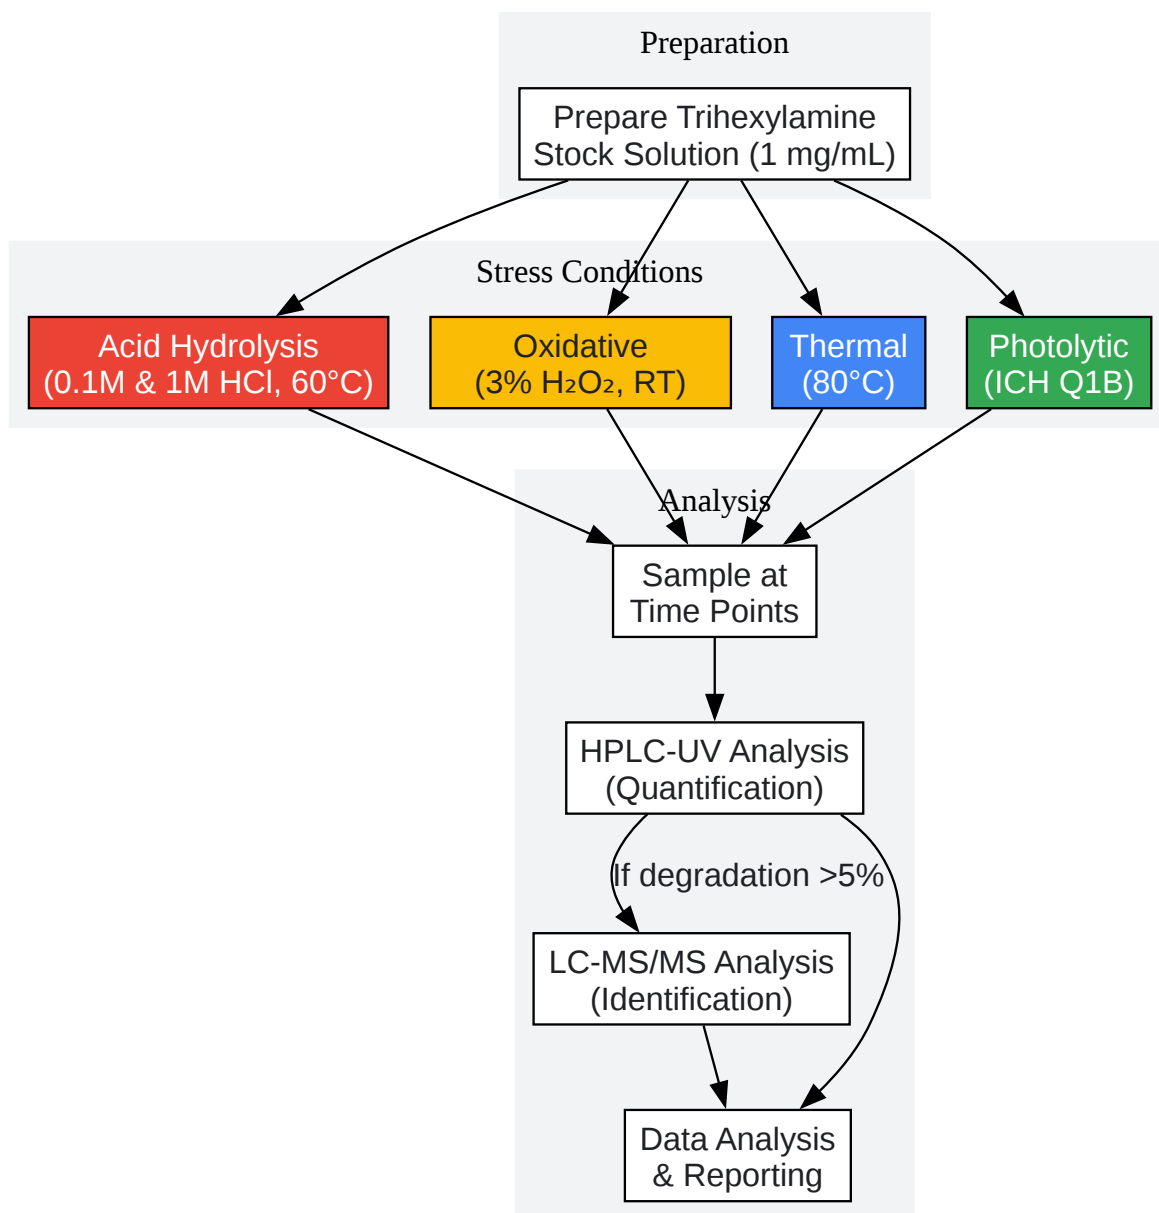 Preparation
Prepare Trihexylamine
Stock Solution (1 mg/mL)
Stress Conditions
Acid Hydrolysis
(0.1M & 1M HCl, 60°C)
Oxidative
(3% H₂O₂, RT)
Thermal
(80°C)
Photolytic
(ICH Q1B)
Analysis
Sample at
Time Points
HPLC-UV Analysis
(Quantification)
If degradation >5%
LC-MS/MS Analysis
(Identification)
Data Analysis
& Reporting